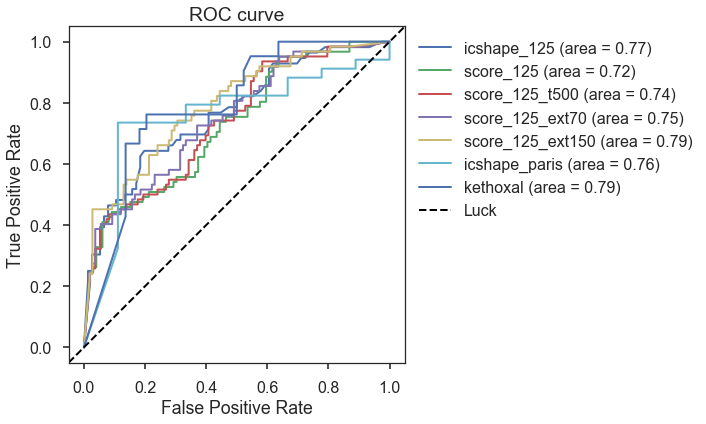 ROC curve
True Positive Rate
1.0
0.8
0.6
0.4
0.2
0.0
0.0 0.2 0.4 0.6 0.8 1.0
False Positive Rate
icshape_125 (area = 0.77)
score_125 (area = 0.72)
score_125_t500 (area = 0.74)
score_125_ext70 (area = 0.75)
score_125_ext150 (area = 0.79)
icshape_paris (area = 0.76)
kethoxal (area = 0.79)
Luck